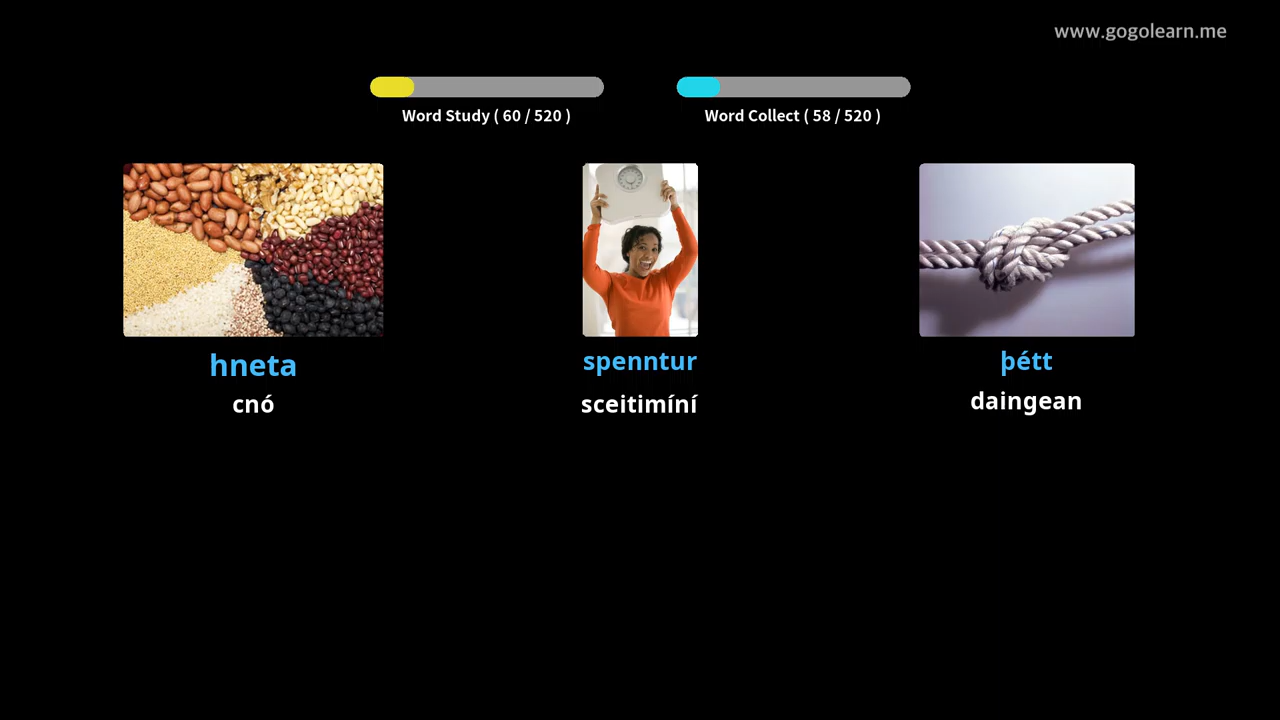 www.gogolearn.me
Word Study ( 60 / 520 )
Word Collect ( 58 / 520 )
hneta
cnó
spenntur
sceitimíní
þétt
daingean